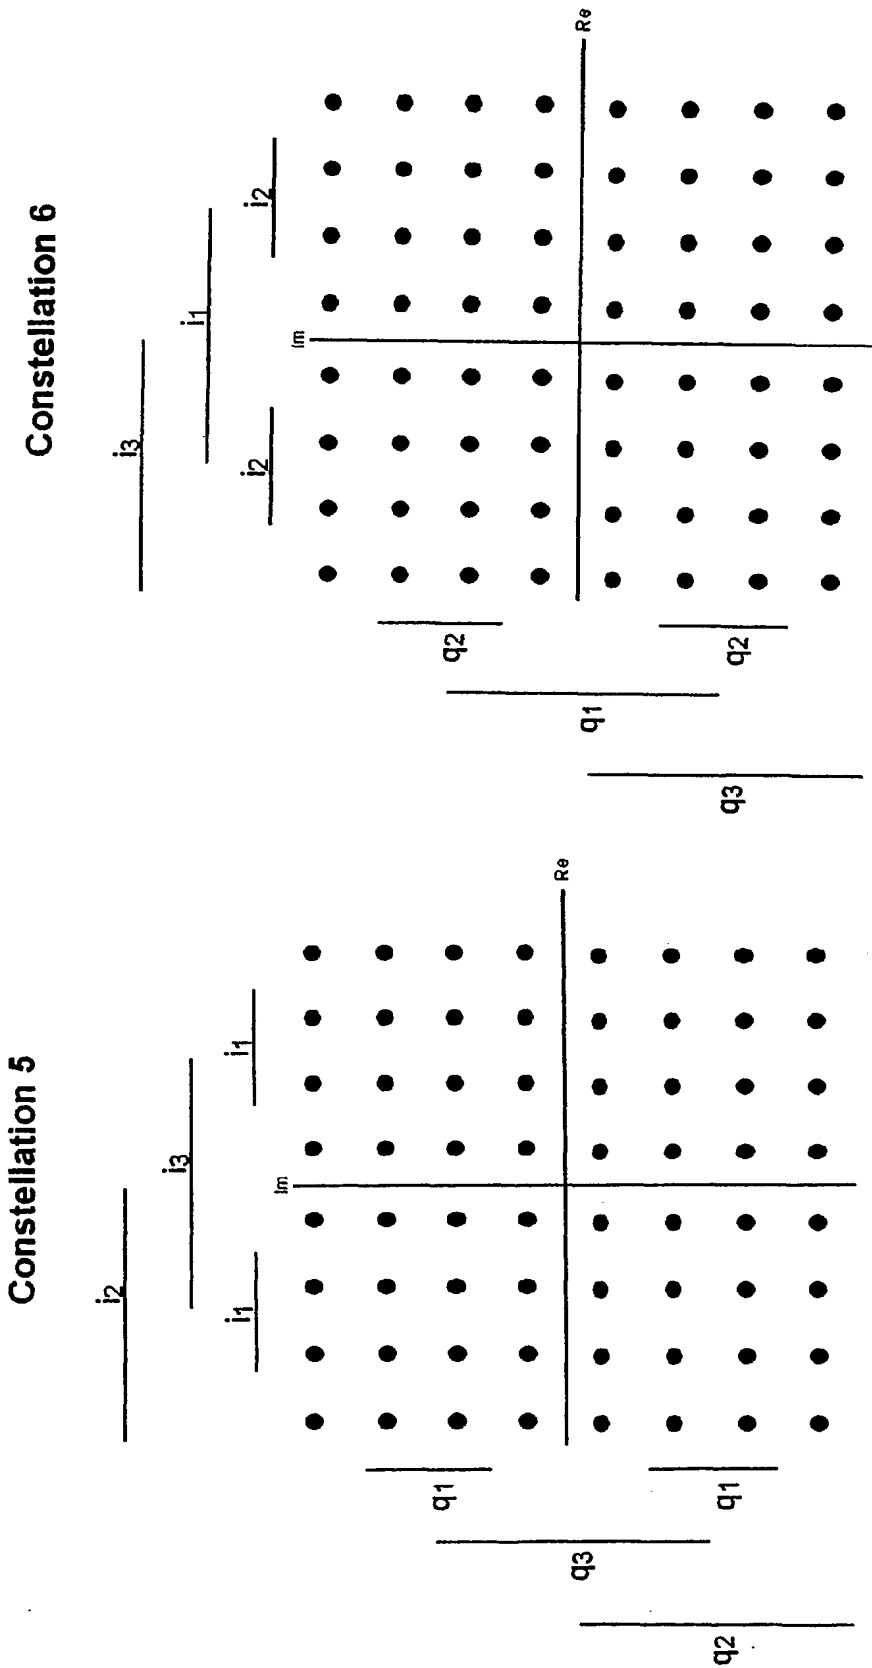 Constellation 5
i2
i3
i1
i1
Im
Re
q1
q1
q3
q2
Constellation 6
i3
i1
i2
i2
Im
Re
q2
q2
q1
q3